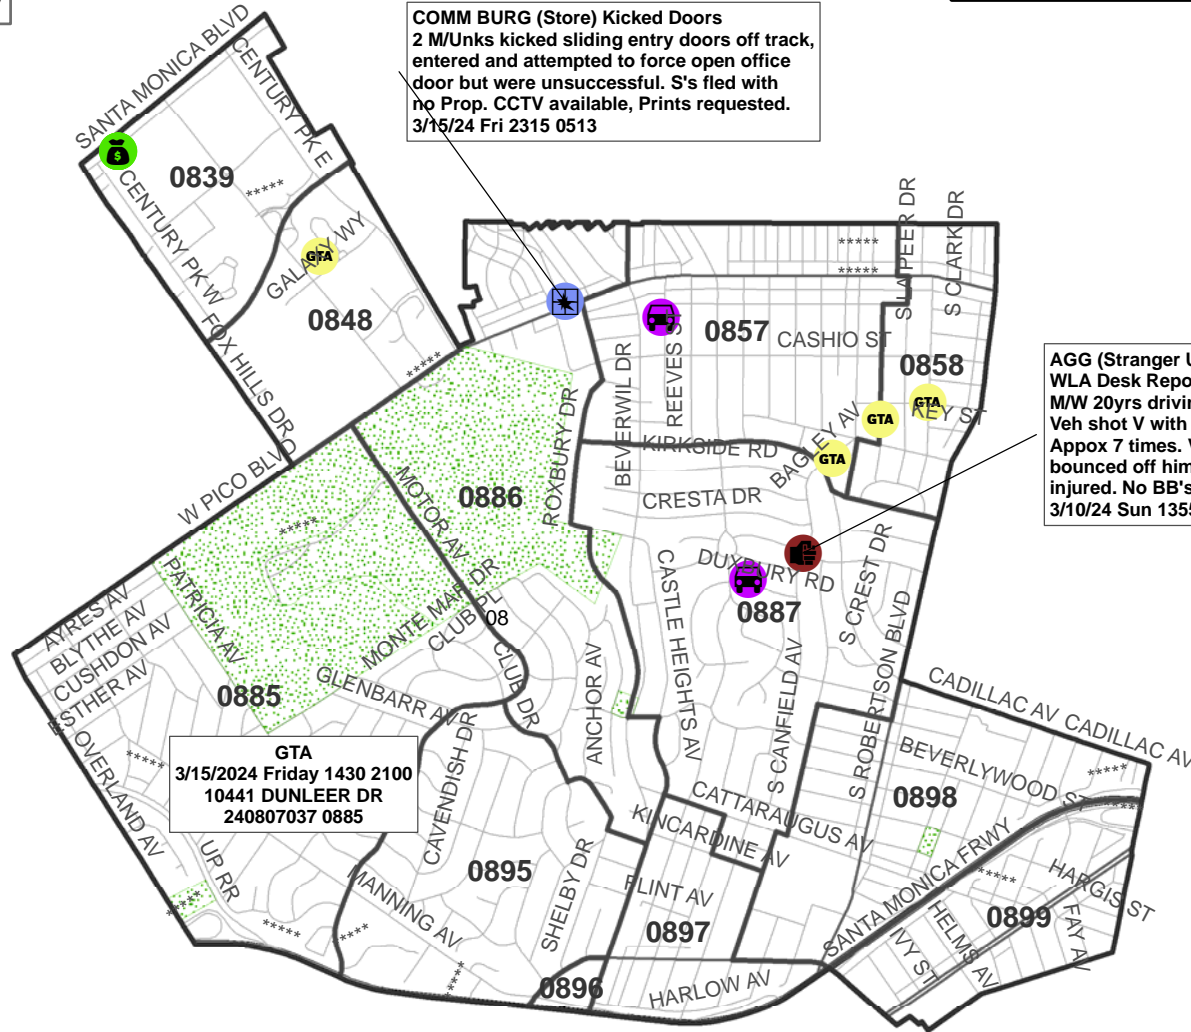 COMM BURG (Store) Kicked Doors
2 M/Unks kicked sliding entry doors off track,
entered and attempted to force open office
door but were unsuccessful. S's fled with
no Prop. CCTV available, Prints requested.
3/15/24 Fri 2315 0513
SANTA MONICA BLVD
CENTURY PK E
$
0839
*****
CENTURY PK W
GALAXY WY
GTA
0848
*****
FOX HILLS DR
*****
*****
S LA PEER DR
S CLARK DR
0857
CASHIO ST
REEVES ST
BEVERWIL DR
0858
GTA
KEY ST
GTA
BAGLEY AV
GTA
KIRKSIDE RD
CRESTA DR
AGG (Stranger
WLA Desk Repo
M/W 20yrs drivin
Veh shot V with
Appox 7 times.
bounced off him
injured. No BB's
3/10/24 Sun 1355
W PICO BLV
MOTOR AV
0886
ROXBURY DR
*****
DUXBURY RD
0887
S CREST DR
CASTLE HEIGHTS AV
S CANFIELD AV
S ROBERTSON BLVD
AYRES AV
BLYTHE AV
CUSHDON AV
ESTHER AV
PATRICIA AV
MONTE MAR DR
CLUB PL
08
CLUB DR
0885
GLENBARR AV
ANCHOR AV
OVERLAND AV
*****
GTA
3/15/2024 Friday 1430 2100
10441 DUNLEER DR
240807037 0885
CAVENDISH DR
CADILLAC AV
CADILLAC AV
BEVERLYWOOD ST
*****
*****
0898
CATTARAUGUS AV
KINCARDINE AV
UP RR
0895
SHELBY DR
MANNING AV
FLINT AV
0897
SANTA MONICA FRWY
*****
HARGIS ST
0899
FAY AV
HELMS AV
IVY ST
*****
*****
*****
*****
0896
HARLOW AV